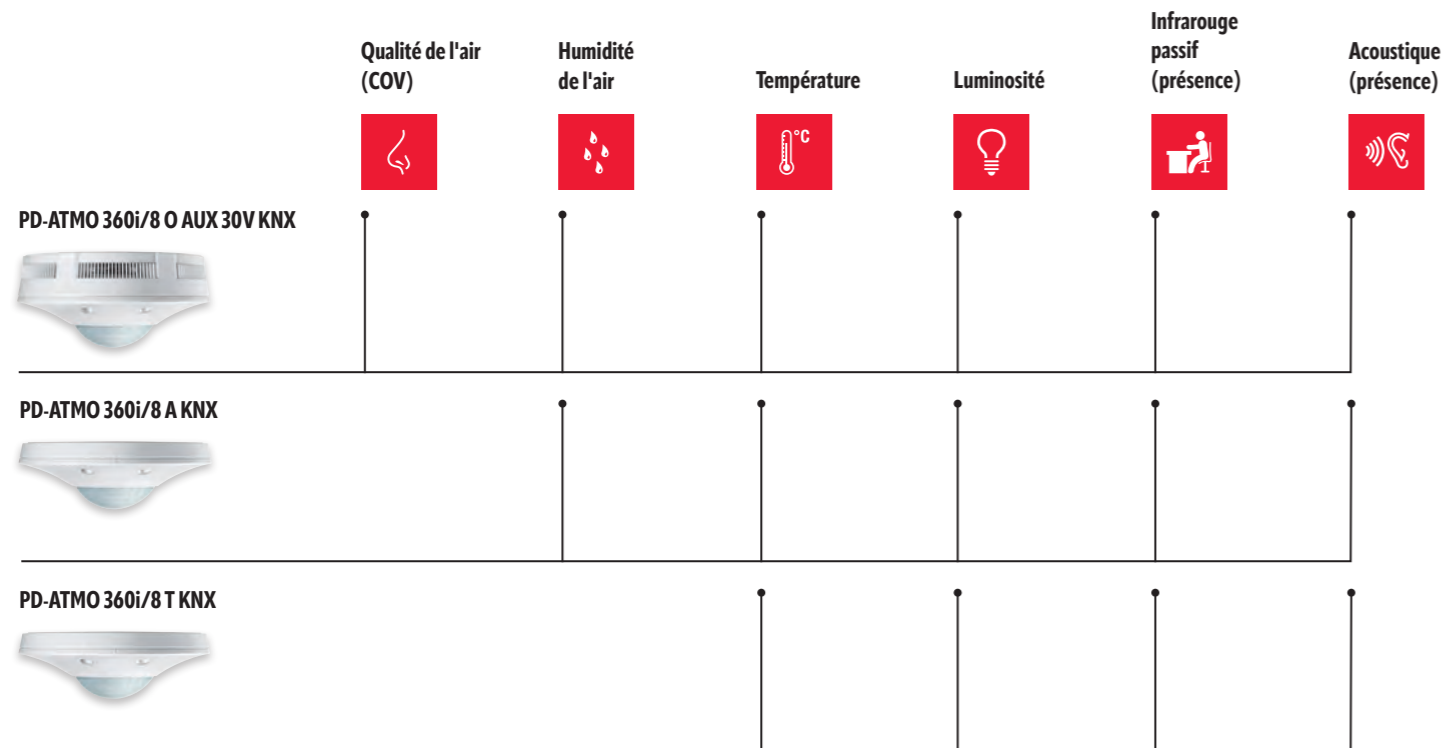 Qualité de l'air
(COV)
Humidité
de l'air
Température
Luminosité
Infrarouge
passif
(présence)
Acoustique
(présence)
°C
PD-ATMO 360i/8 O AUX 30V KNX
PD-ATMO 360i/8 A KNX
PD-ATMO 360i/8 T KNX